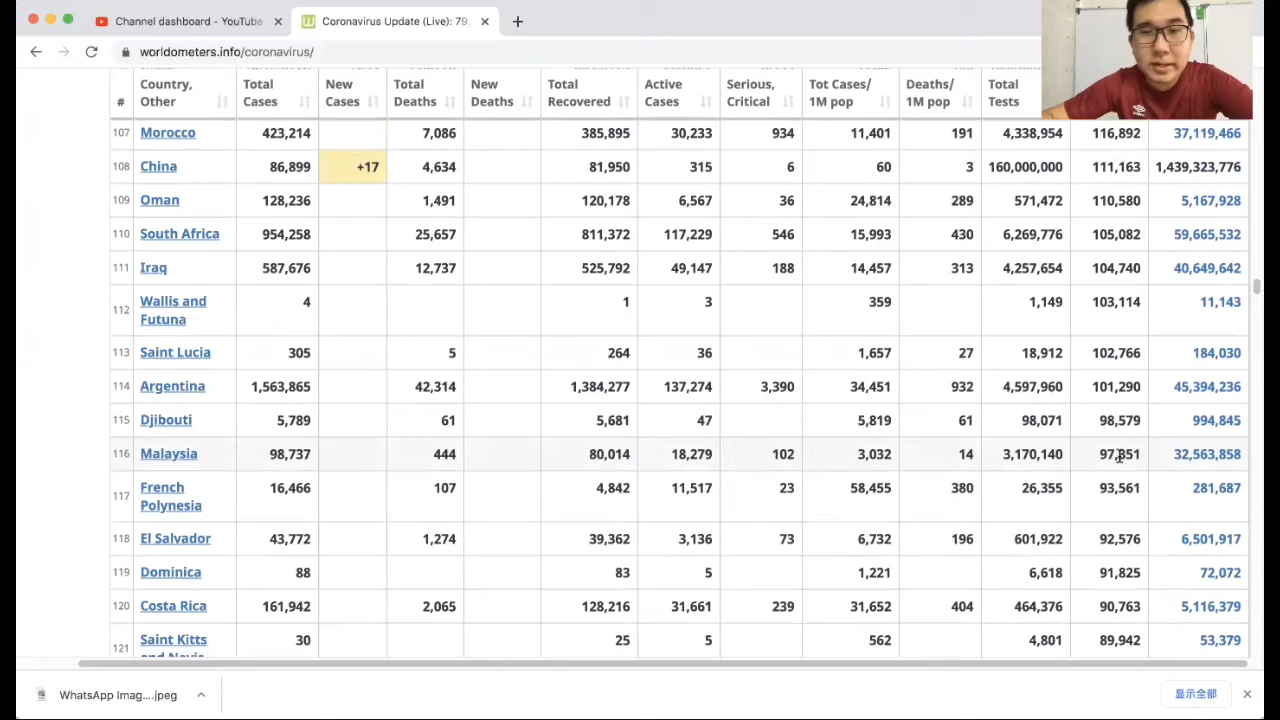 Channel dashboard - YouTube
Coronavirus Update (Live): 79,
worldometers.info/coronavirus/
# Country, Other Total Cases New Cases Total Deaths New Deaths Total Recovered Active Cases Serious, Critical Tot Cases/ 1M pop Deaths/ 1M pop Total Tests
107 Morocco 423,214 7,086 385,895 30,233 934 11,401 191 4,338,954 116,892 37,119,466
108 China 86,899 +17 4,634 81,950 315 6 60 3 160,000,000 111,163 1,439,323,776
109 Oman 128,236 1,491 120,178 6,567 36 24,814 289 571,472 110,580 5,167,928
110 South Africa 954,258 25,657 811,372 117,229 546 15,993 430 6,269,776 105,082 59,665,532
111 Iraq 587,676 12,737 525,792 49,147 188 14,457 313 4,257,654 104,740 40,649,642
112 Wallis and Futuna 4 1 3 359 1,149 103,114 11,143
113 Saint Lucia 305 5 264 36 1,657 27 18,912 102,766 184,030
114 Argentina 1,563,865 42,314 1,384,277 137,274 3,390 34,451 932 4,597,960 101,290 45,394,236
115 Djibouti 5,789 61 5,681 47 5,819 61 98,071 98,579 994,845
116 Malaysia 98,737 444 80,014 18,279 102 3,032 14 3,170,140 97,351 32,563,858
117 French Polynesia 16,466 107 4,842 11,517 23 58,455 380 26,355 93,561 281,687
118 El Salvador 43,772 1,274 39,362 3,136 73 6,732 196 601,922 92,576 6,501,917
119 Dominica 88 83 5 1,221 6,618 91,825 72,072
120 Costa Rica 161,942 2,065 128,216 31,661 239 31,652 404 464,376 90,763 5,116,379
121 Saint Kitts and Nevis 30 25 5 562 4,801 89,942 53,379
WhatsApp Imag....jpeg
显示全部